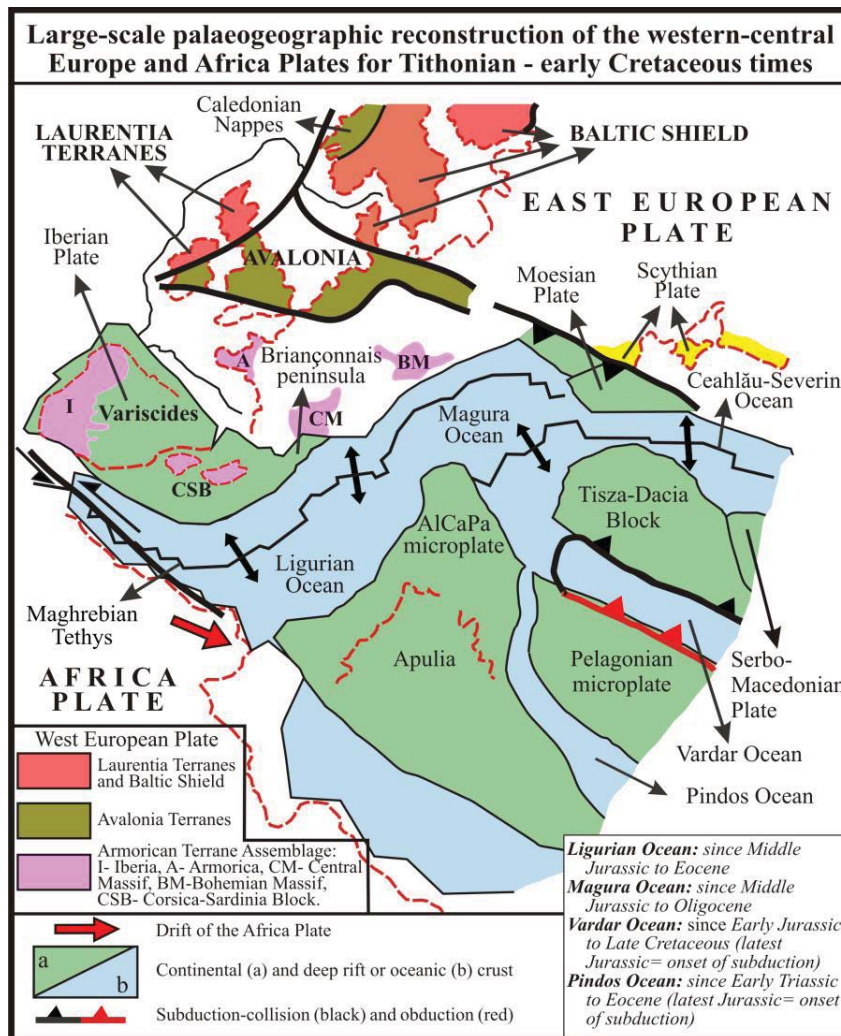 Large-scale palaeogeographic reconstruction of the western-central
Europe and Africa Plates for Tithonian - early Cretaceous times
Caledonian
Nappes
LAURENTIA
TERRANES
BALTIC SHIELD
EAST EUROPEAN
PLATE
Iberian
Plate
AVALONIA
Moesian
Plate
Scythian
Plate
A
Briançonnais
peninsula
BM
Ceahlău-Severin
Ocean
I
Variscides
CM
Magura
Ocean
CSB
Tisza-Dacia
Block
AlCaPa
microplate
Ligurian
Ocean
Maghrebian
Tethys
Apulia
Pelagonian
microplate
Serbo-
Macedonian
Plate
AFRICA
PLATE
Vardar Ocean
Pindos Ocean
West European Plate
Laurentia Terranes
and Baltic Shield
Avalonia Terranes
Armorican Terrane Assemblage:
I- Iberia, A- Armorica, CM- Central
Massif, BM-Bohemian Massif,
CSB- Corsica-Sardinia Block.
Drift of the Africa Plate
a
b
Continental (a) and deep rift or oceanic (b) crust
Subduction-collision (black) and obduction (red)
Ligurian Ocean: since Middle
Jurassic to Eocene
Magura Ocean: since Middle
Jurassic to Oligocene
Vardar Ocean: since Early Jurassic
to Late Cretaceous (latest
Jurassic= onset of subduction)
Pindos Ocean: since Early Triassic
to Eocene (latest Jurassic= onset
of subduction)